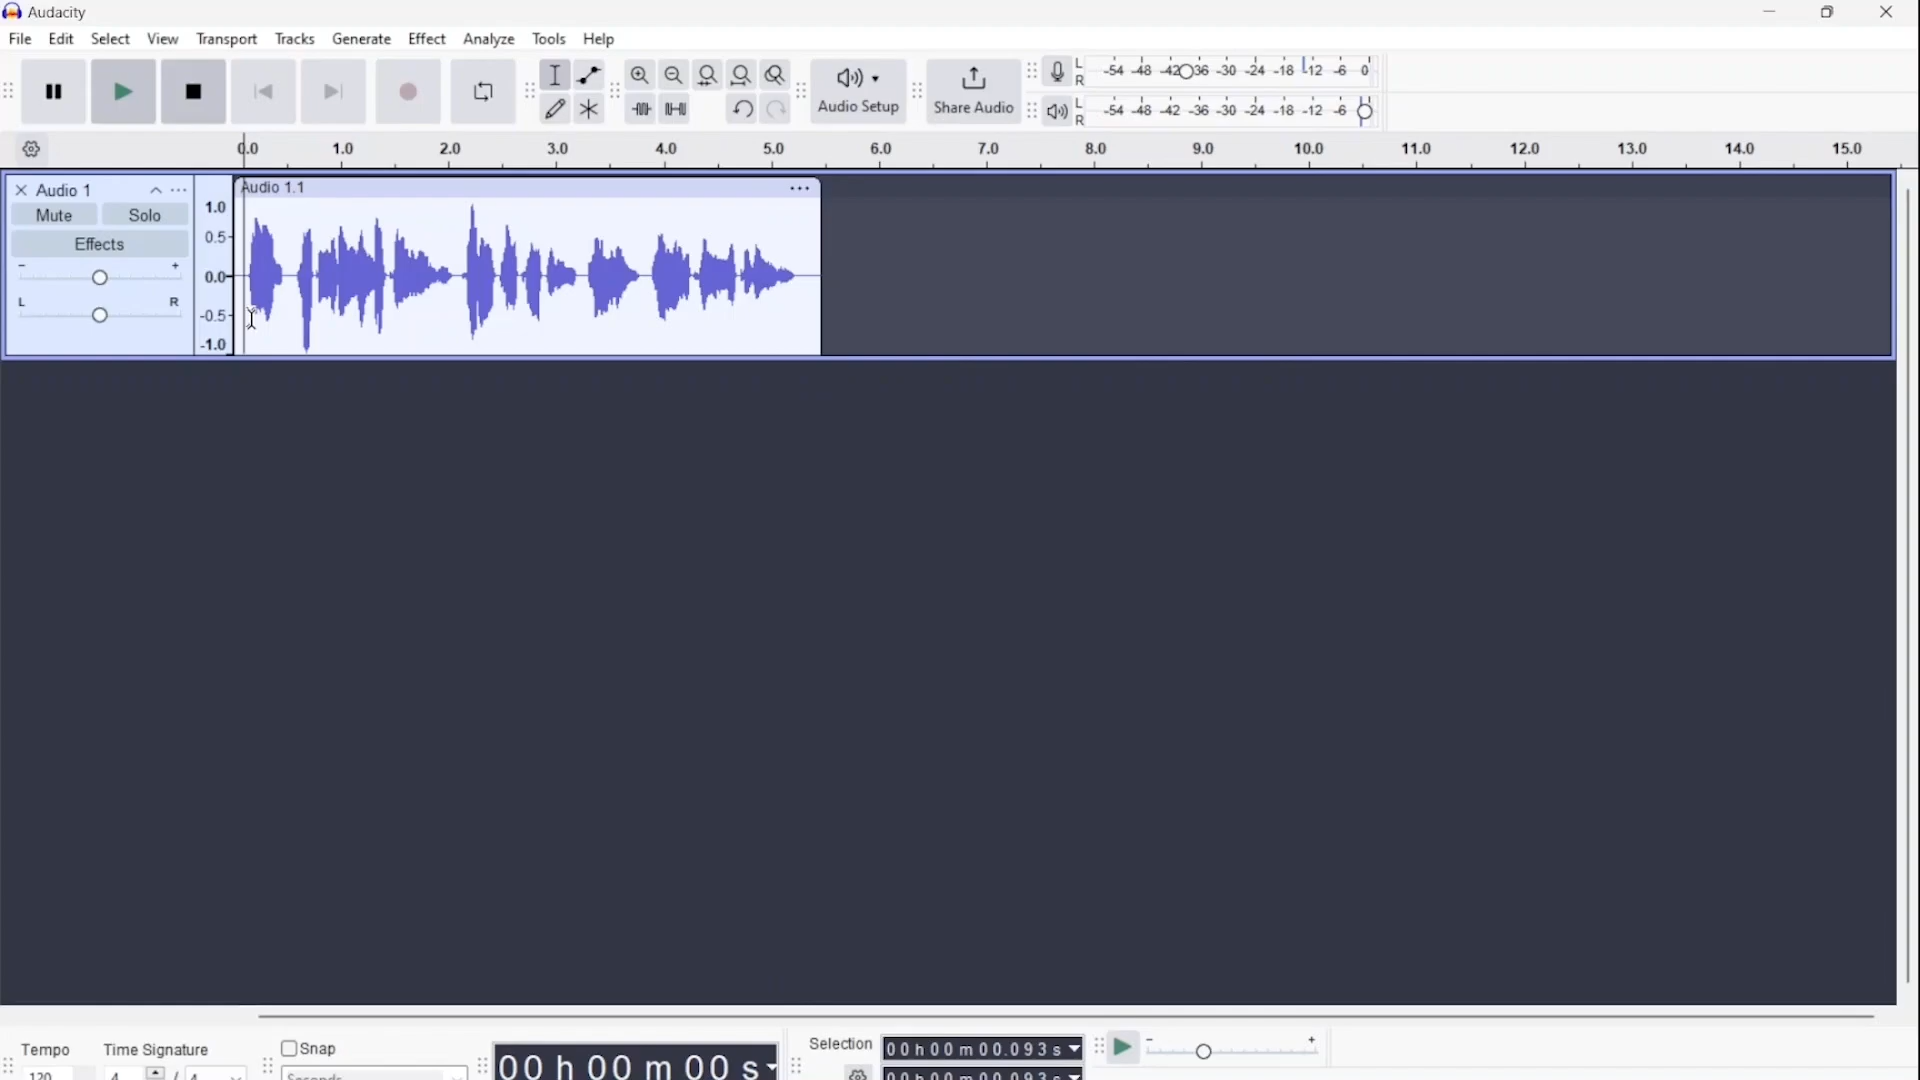 Audacity
File Edit Select View Transport Tracks Generate Effect Analyze Tools Help
L
R
-54 -48 -42 -36 -30 -24 -18 -12 -6 0
Audio Setup
Share Audio
L
R
-54 -48 -42 -36 -30 -24 -18 -12 -6
0.0 1.0 2.0 3.0 4.0 5.0 6.0 7.0 8.0 9.0 10.0 11.0 12.0 13.0 14.0 15.0
Audio 1
Mute Solo
Effects
- +
L R
1.0
0.5
0.0
-0.5
-1.0
Audio 1.1
Tempo
120
Time Signature
4 / 4
Snap
Seconds
00 h 00 m 00 s
Selection
00 h 00 m 00.093 s
00 h 00 m 00.093 s
- +